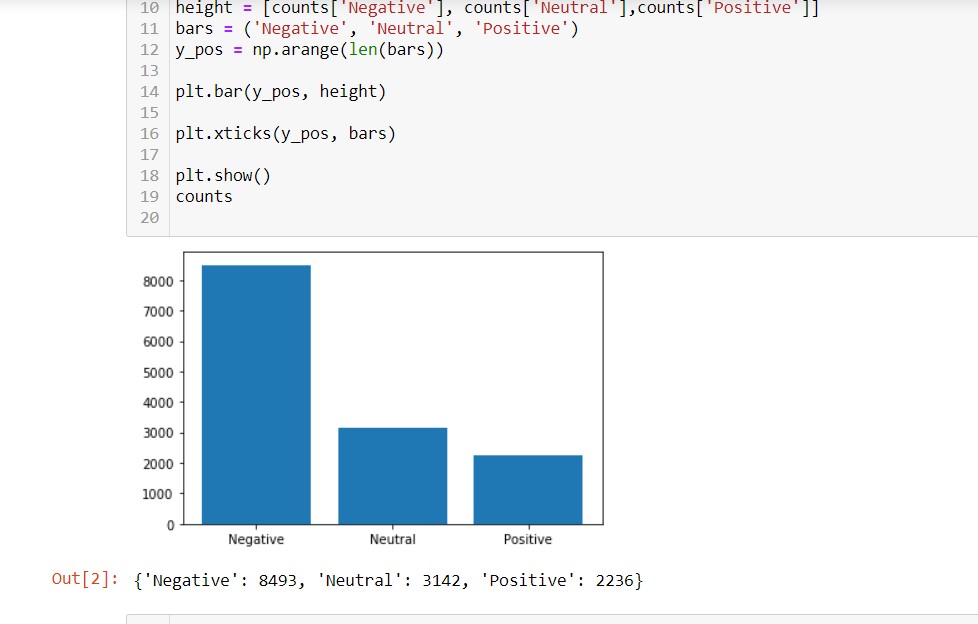 10 height = [counts['Negative'], counts['Neutral'],counts['Positive']]
11 bars = ('Negative', 'Neutral', 'Positive')
12 y_pos = np.arange(len(bars))
13
14 plt.bar(y_pos, height)
15
16 plt.xticks(y_pos, bars)
17
18 plt.show()
19 counts
20
8000
7000
6000
5000
4000
3000
2000
1000
0
Negative Neutral Positive
Out[2]: {'Negative': 8493, 'Neutral': 3142, 'Positive': 2236}